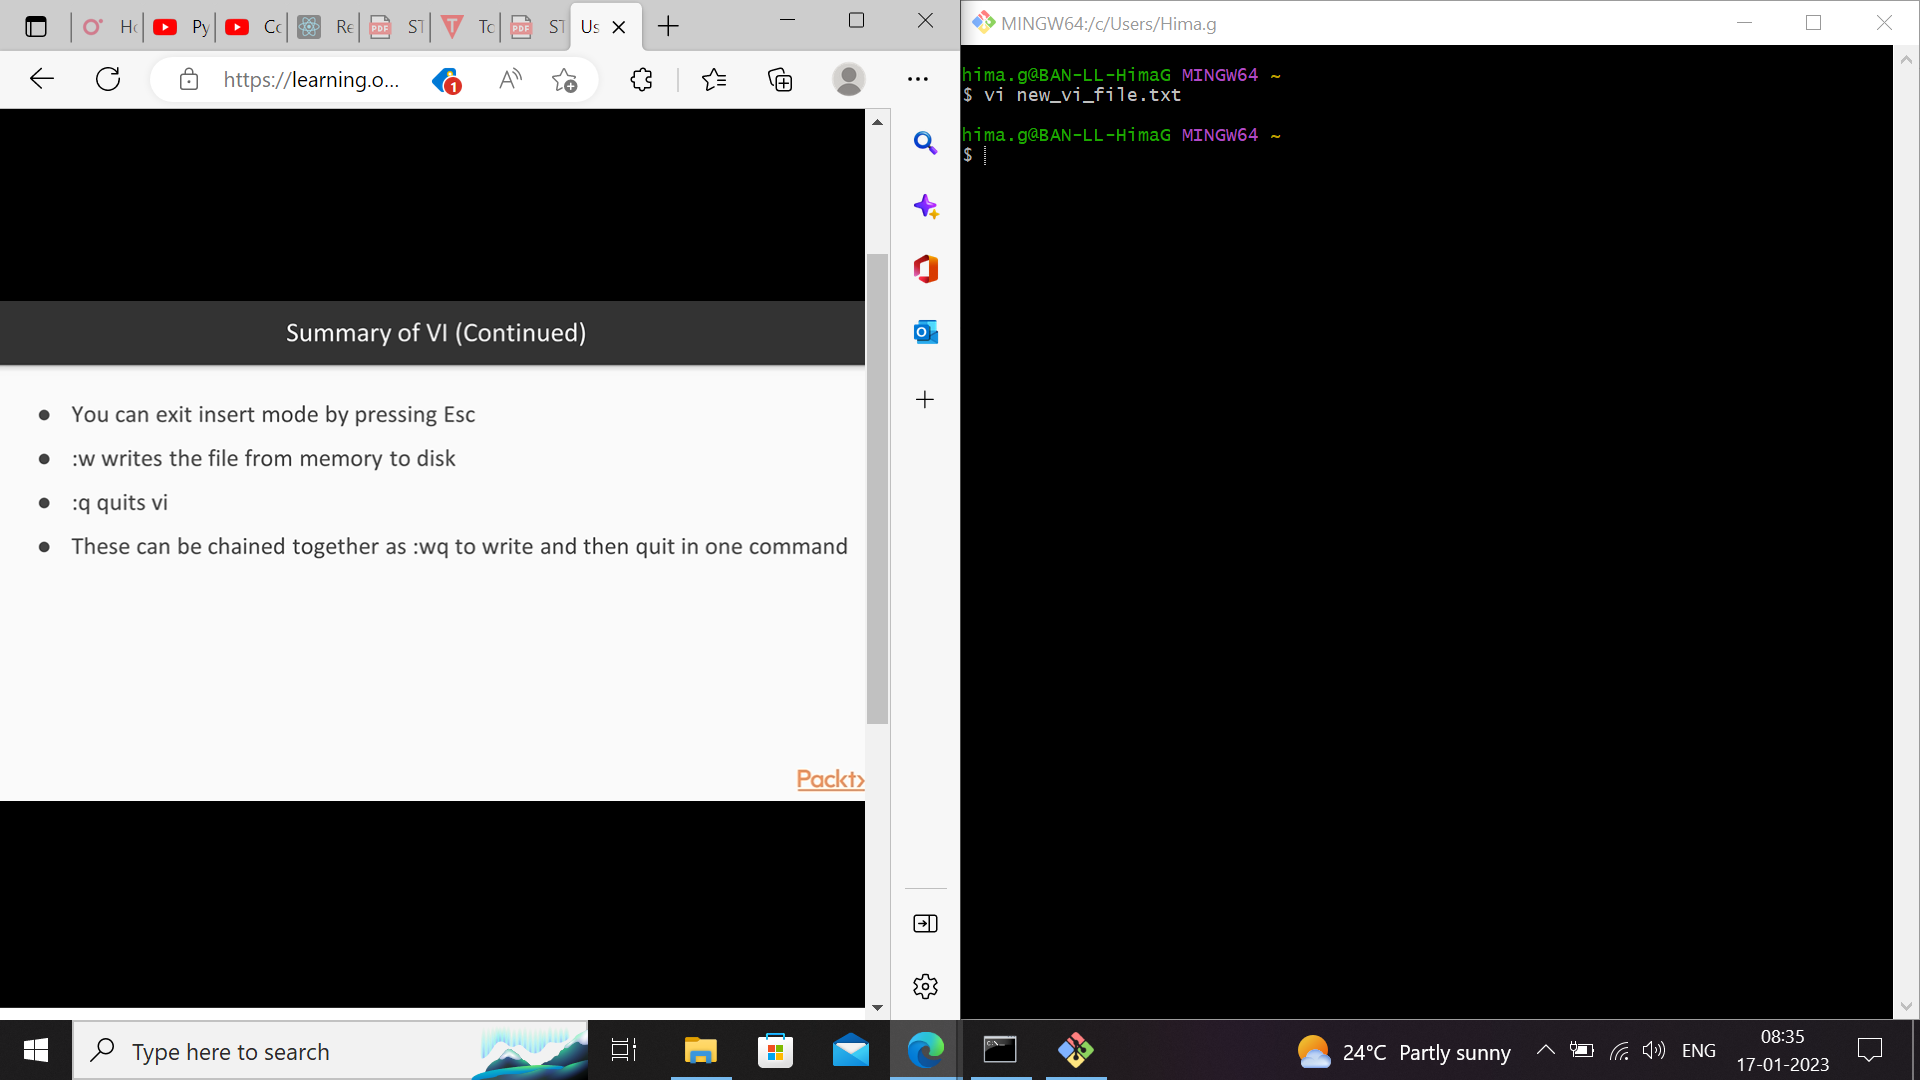 Hc
Py
Cc
Re
ST
Tc
ST
Us
https://learning.o...
1
Summary of VI (Continued)
● You can exit insert mode by pressing Esc
● :w writes the file from memory to disk
● :q quits vi
● These can be chained together as :wq to write and then quit in one command
Packt>
MINGW64:/c/Users/Hima.g
hima.g@BAN-LL-HimaG MINGW64 ~
$ vi new_vi_file.txt
hima.g@BAN-LL-HimaG MINGW64 ~
$
Type here to search
24°C Partly sunny
ENG
08:35
17-01-2023